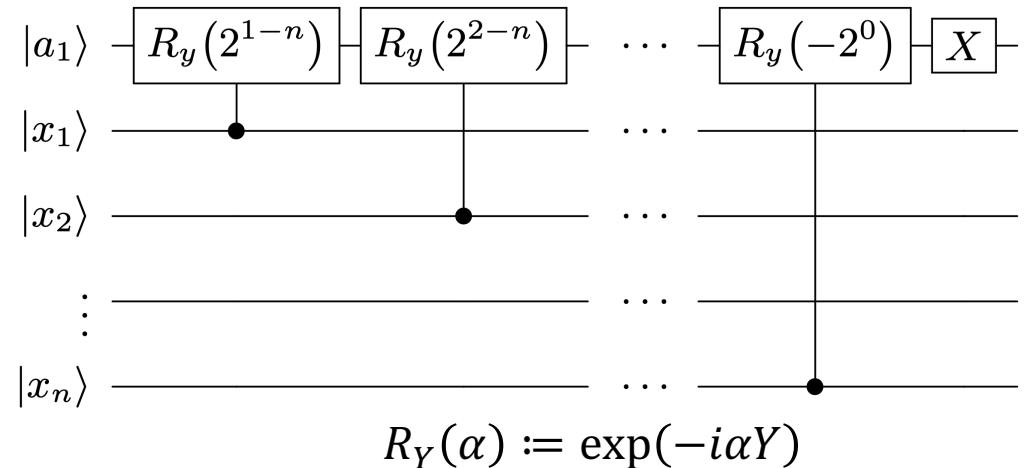 |a₁⟩ R_y(2^{1−n}) R_y(2^{2−n}) ··· R_y(−2^0) X
|x₁⟩ ···
|x₂⟩ ···
⋮ ···
|xₙ⟩ ···
R_Y(α) ≔ exp(−iαY)